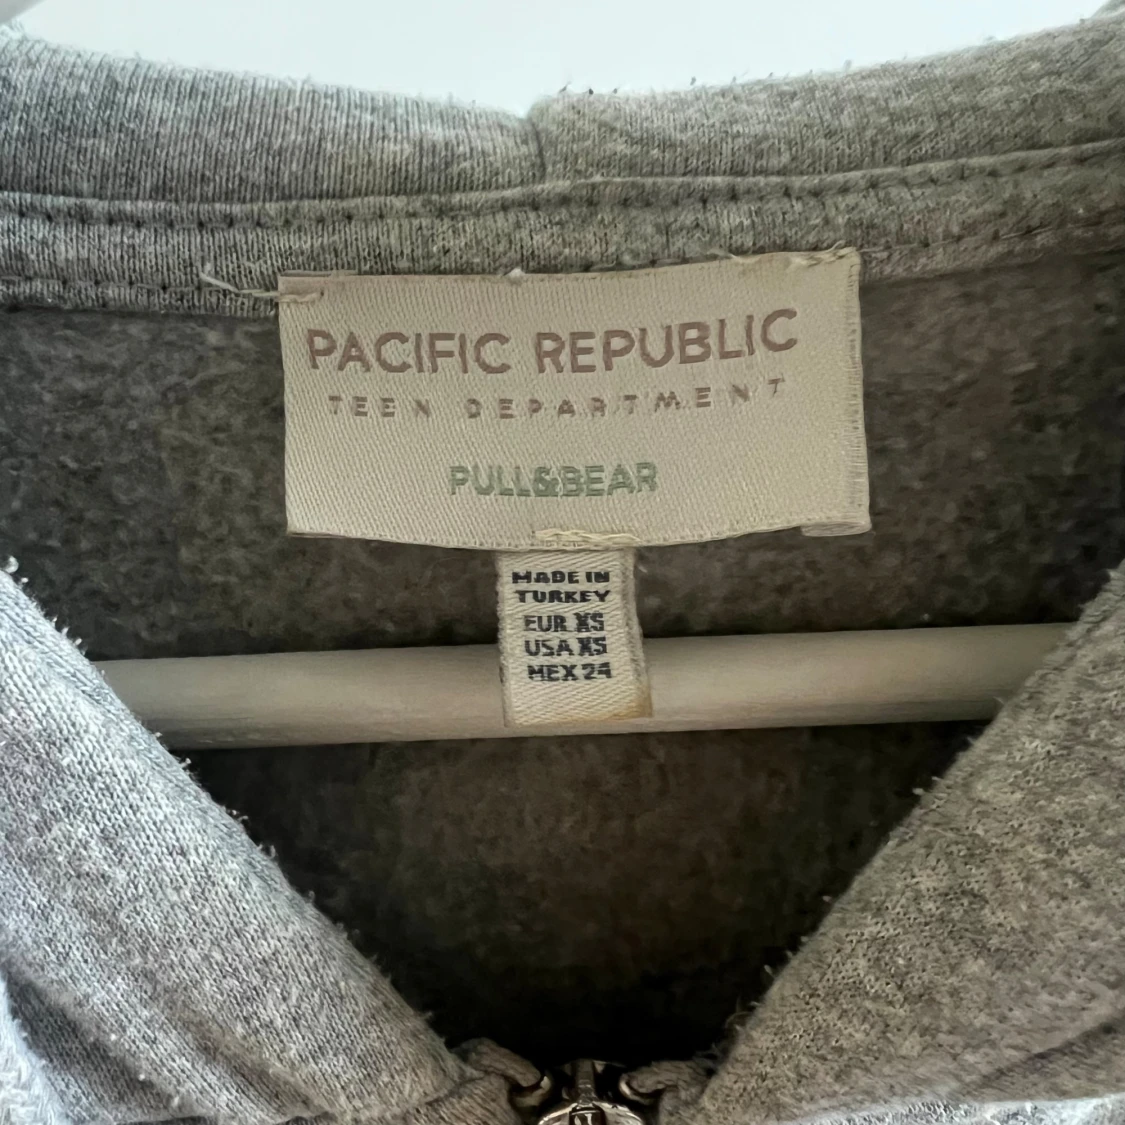 PACIFIC REPUBLIC
TEEN DEPARTMENT
PULL&BEAR
MADE IN
TURKEY
EUR XS
USA XS
MEX 24